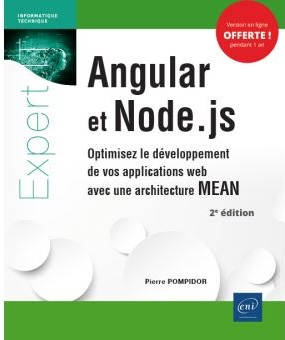 INFORMATIQUE
TECHNIQUE
Version en ligne
OFFERTE !
pendant 1 an
Expert IT
Angular
et Node.js
Optimisez le développement
de vos applications web
avec une architecture MEAN
2e édition
Pierre POMPIDOR
eni